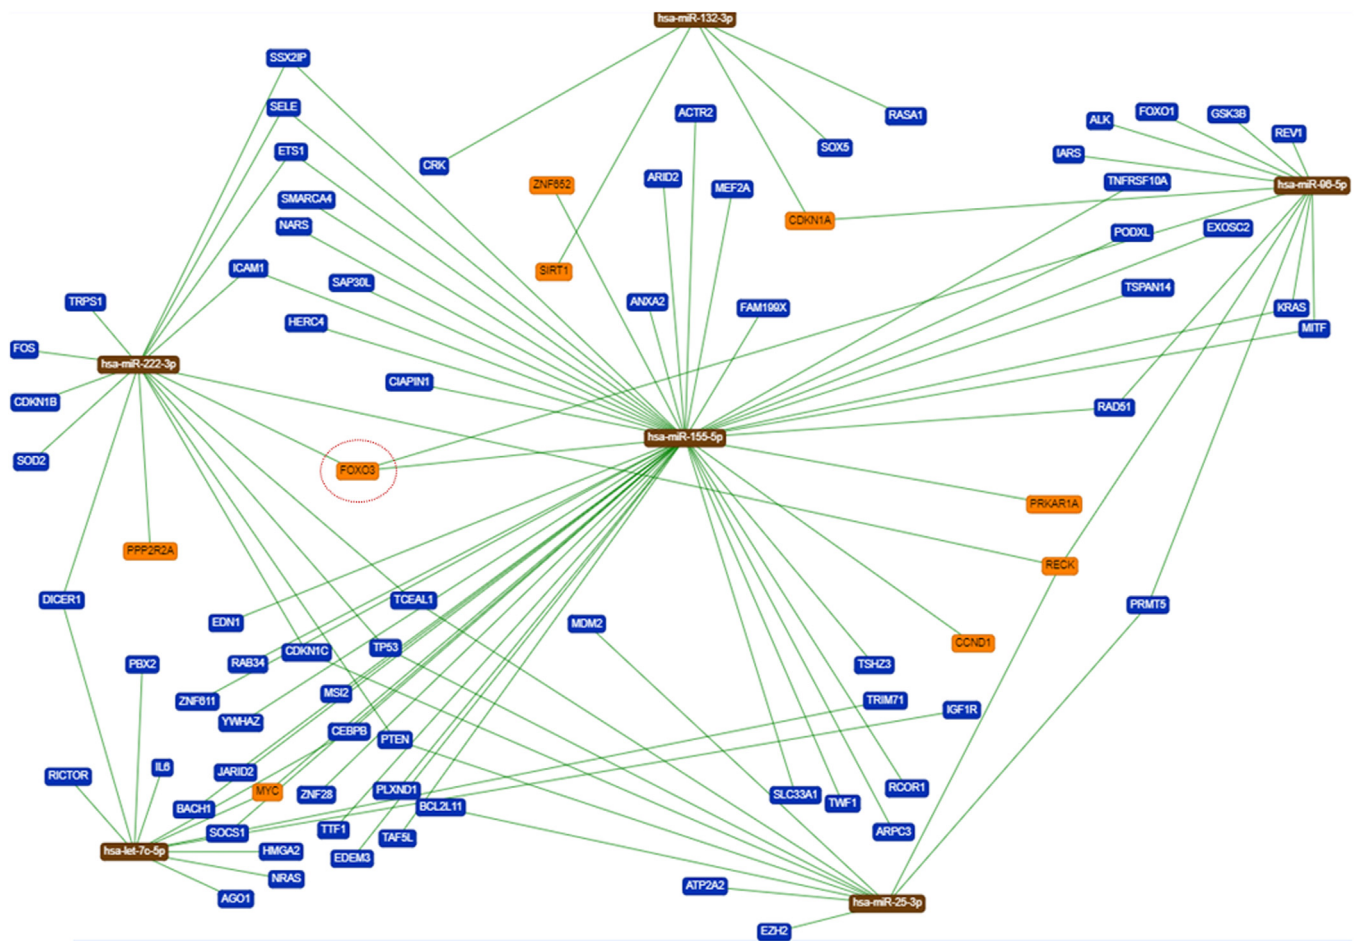 hsa-miR-132-3p
SSX2IP
SELE
ACTR2
RASA1
FOXO1
GSK3B
ALK
REV1
ETS1
CRK
SOX5
IARS
ZNF652
ARID2
MEF2A
TNFRSF10A
hsa-miR-96-5p
SMARCA4
NARS
CDKN1A
PODXL
EXOSC2
ICAM1
SAP30L
SIRT1
TRPS1
ANXA2
FAM199X
TSPAN14
KRAS
HERC4
MITF
FOS
hsa-miR-222-3p
CIAPIN1
CDKN1B
RAD51
hsa-miR-155-5p
SOD2
FOXO3
PRKAR1A
PPP2R2A
RECK
DICER1
TCEAL1
PRMT5
EDN1
MDM2
CCND1
PBX2
RAB34
CDKN1C
TP53
TSHZ3
ZNF611
MSI2
TRIM71
IGF1R
YWHAZ
CEBPB
PTEN
RICTOR
IL6
JARID2
MYC
ZNF28
PLXND1
SLC33A1
RCOR1
BACH1
BCL2L11
TWF1
SOCS1
TTF1
TAF5L
ARPC3
hsa-let-7c-5p
HMGA2
EDEM3
NRAS
AGO1
ATP2A2
hsa-miR-25-3p
EZH2